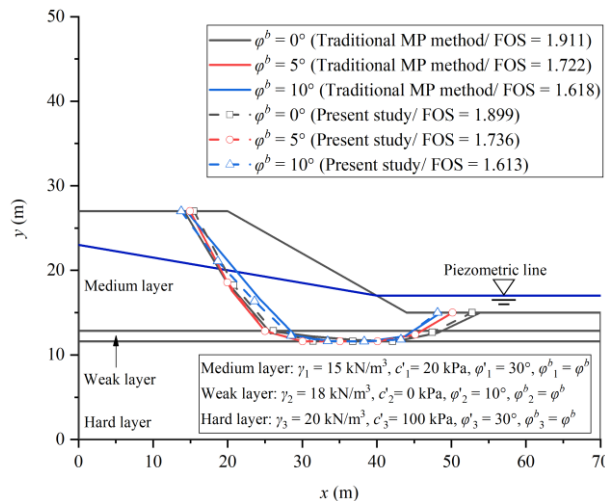 50
40
30
20
10
0
y (m)
φᵇ = 0° (Traditional MP method/ FOS = 1.911)
φᵇ = 5° (Traditional MP method/ FOS = 1.722)
φᵇ = 10° (Traditional MP method/ FOS = 1.618)
φᵇ = 0° (Present study/ FOS = 1.899)
φᵇ = 5° (Present study/ FOS = 1.736)
φᵇ = 10° (Present study/ FOS = 1.613)
Piezometric line
Medium layer
Weak layer
Hard layer
Medium layer: γ₁ = 15 kN/m³, c'₁= 20 kPa, φ'₁ = 30°, φᵇ₁ = φᵇ
Weak layer: γ₂ = 18 kN/m³, c'₂= 0 kPa, φ'₂ = 10°, φᵇ₂ = φᵇ
Hard layer: γ₃ = 20 kN/m³, c'₃= 100 kPa, φ'₃ = 30°, φᵇ₃ = φᵇ
0 10 20 30 40 50 60 70
x (m)